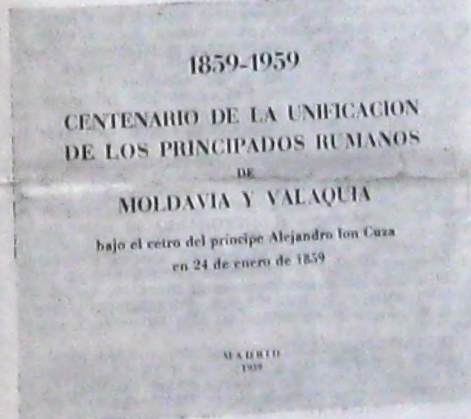 1859-1959
CENTENARIO DE LA UNIFICACION
DE LOS PRINCIPADOS RUMANOS
DE
MOLDAVIA Y VALAQUIA
bajo el cetro del príncipe Alejandro Ion Cuza
en 24 de enero de 1859
MADRID
1959